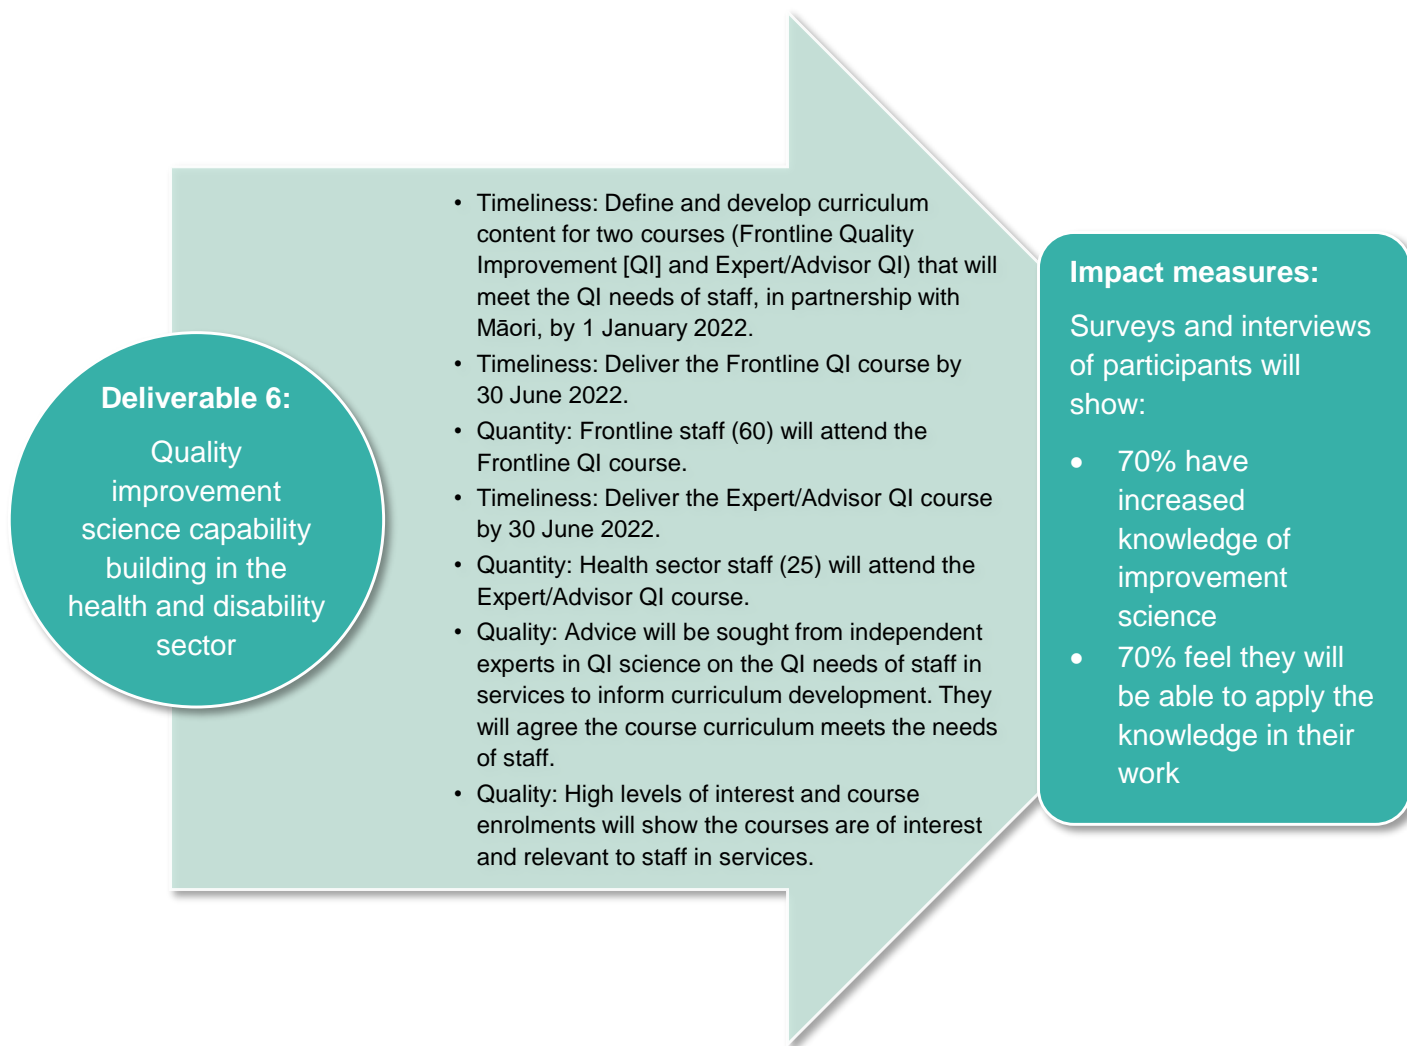 Deliverable 6:
Quality
improvement
science capability
building in the
health and disability
sector
• Timeliness: Define and develop curriculum
content for two courses (Frontline Quality
Improvement [QI] and Expert/Advisor QI) that will
meet the QI needs of staff, in partnership with
Māori, by 1 January 2022.
• Timeliness: Deliver the Frontline QI course by
30 June 2022.
• Quantity: Frontline staff (60) will attend the
Frontline QI course.
• Timeliness: Deliver the Expert/Advisor QI course
by 30 June 2022.
• Quantity: Health sector staff (25) will attend the
Expert/Advisor QI course.
• Quality: Advice will be sought from independent
experts in QI science on the QI needs of staff in
services to inform curriculum development. They
will agree the course curriculum meets the needs
of staff.
• Quality: High levels of interest and course
enrolments will show the courses are of interest
and relevant to staff in services.
Impact measures:
Surveys and interviews
of participants will
show:
• 70% have
increased
knowledge of
improvement
science
• 70% feel they will
be able to apply the
knowledge in their
work